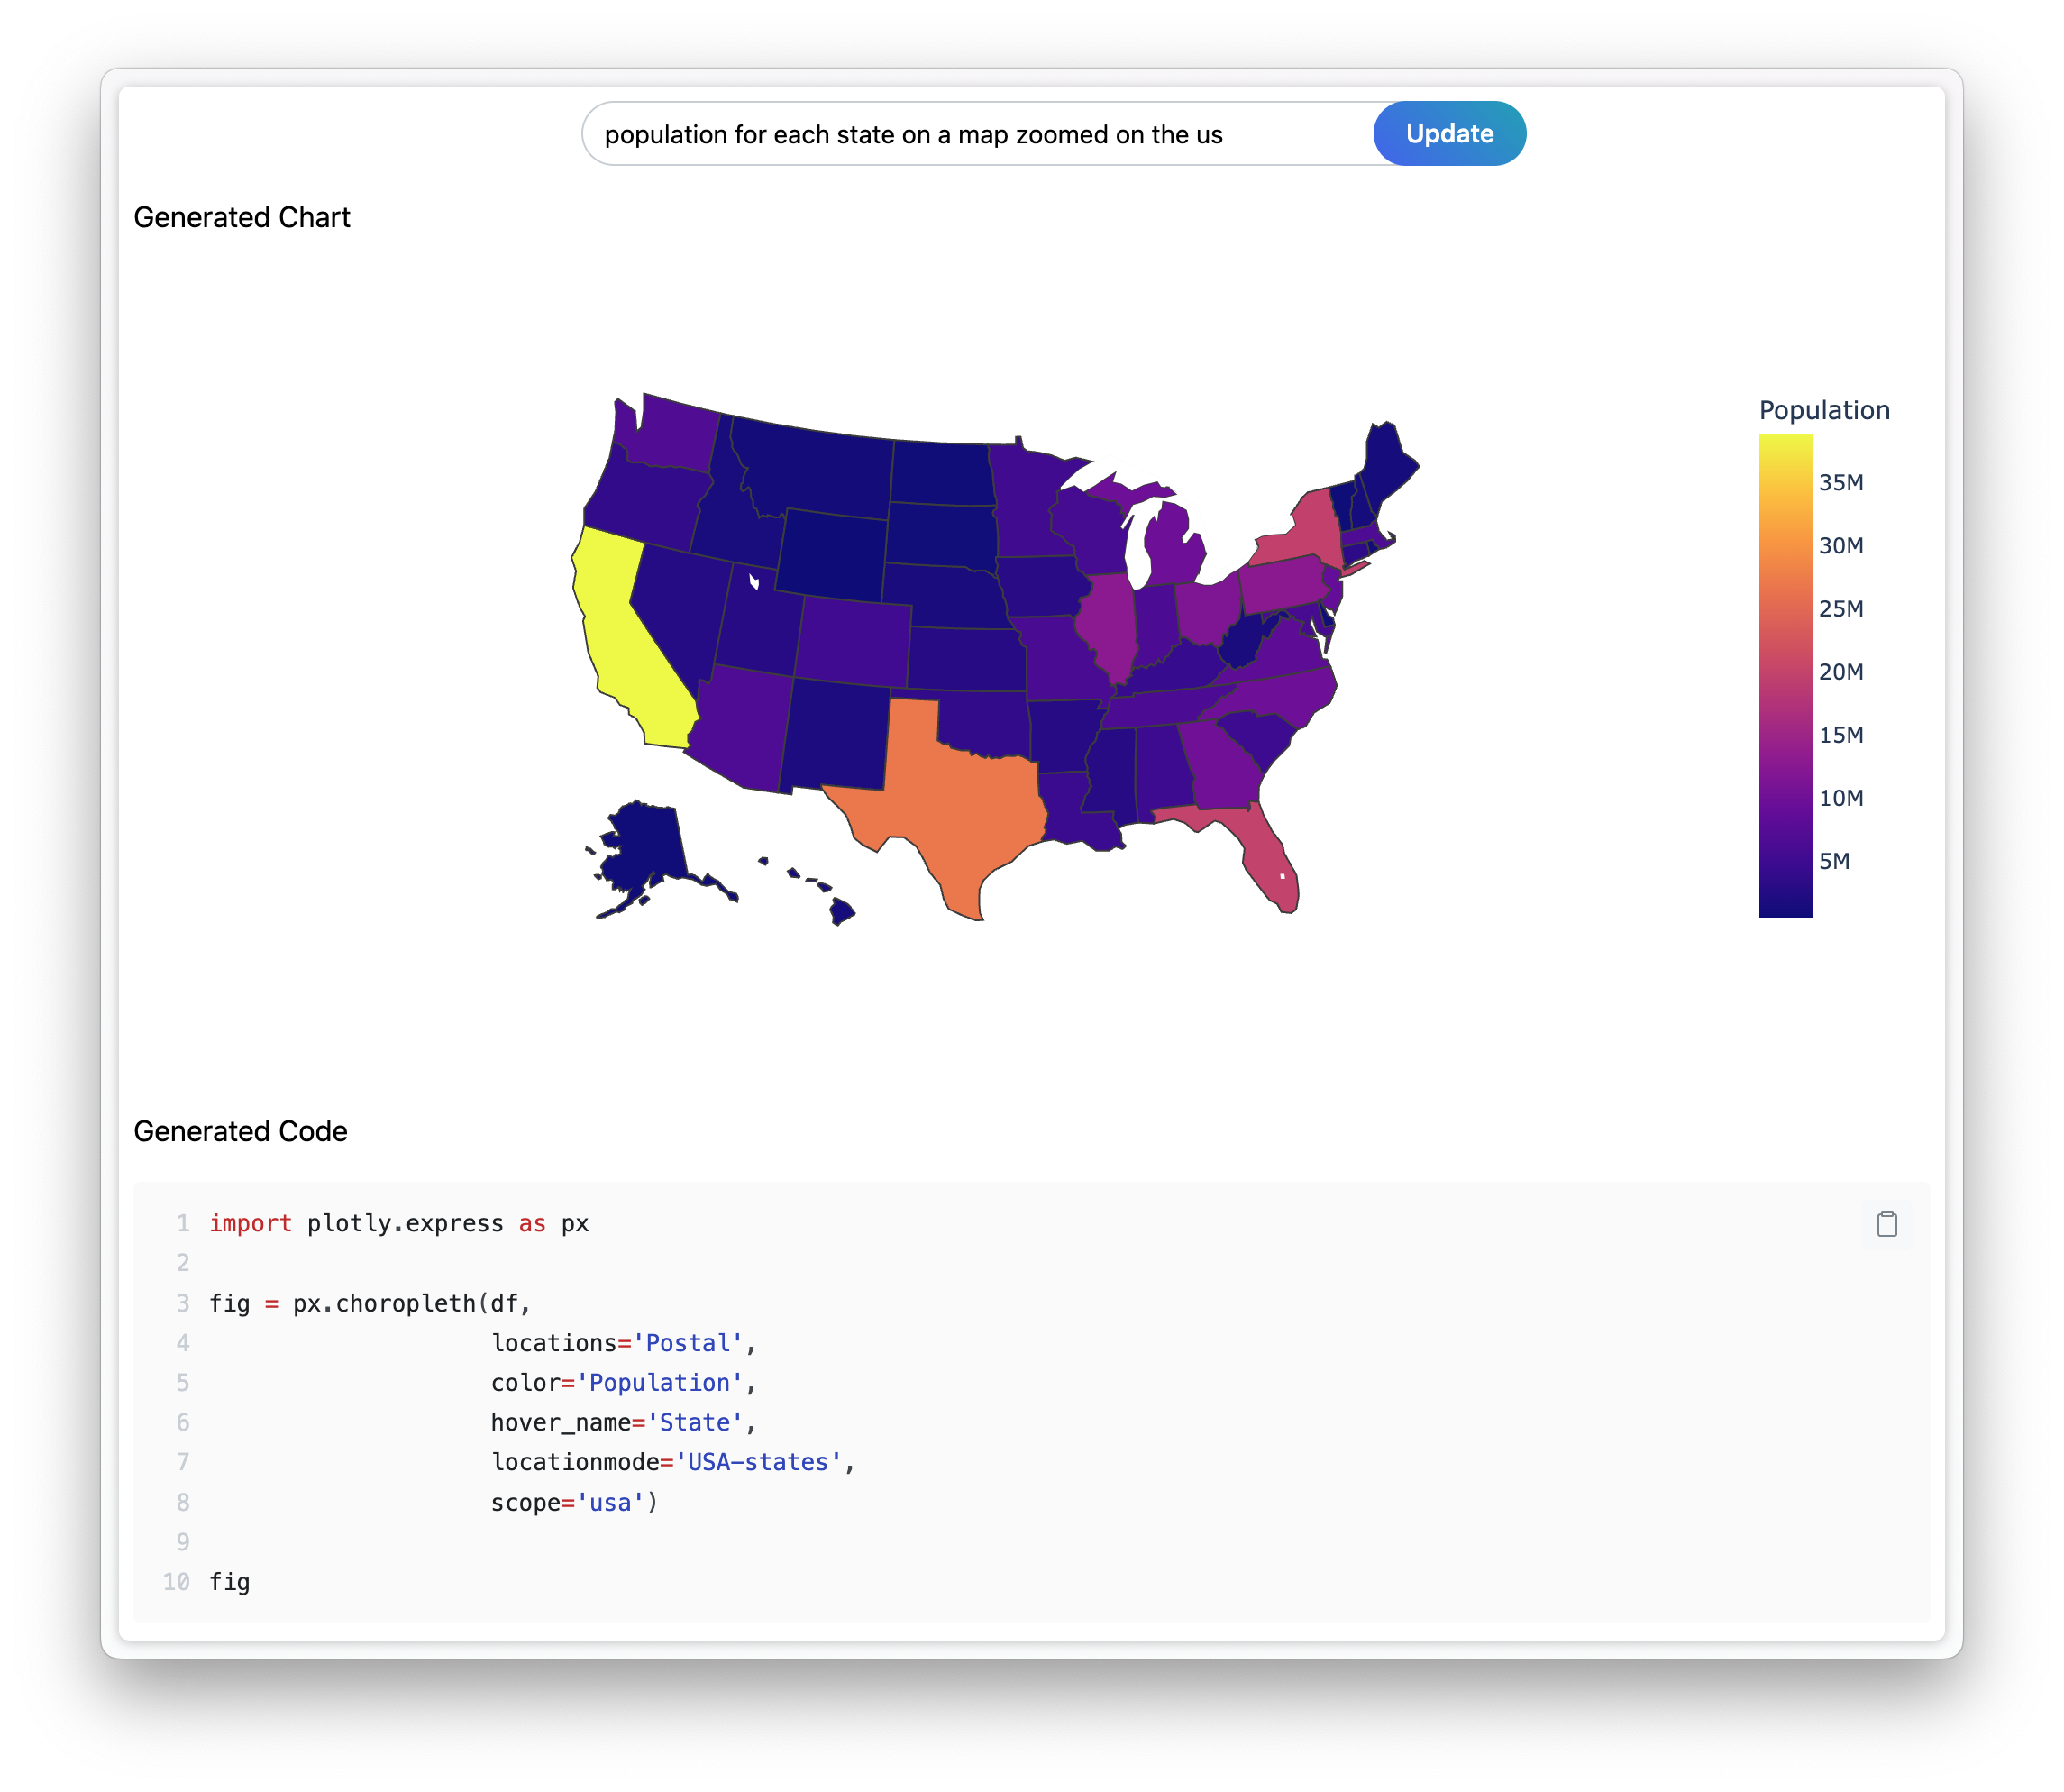 population for each state on a map zoomed on the us
Update
Generated Chart
Population
35M
30M
25M
20M
15M
10M
5M
Generated Code
1 import plotly.express as px
2
3 fig = px.choropleth(df,
4 locations='Postal',
5 color='Population',
6 hover_name='State',
7 locationmode='USA-states',
8 scope='usa')
9
10 fig